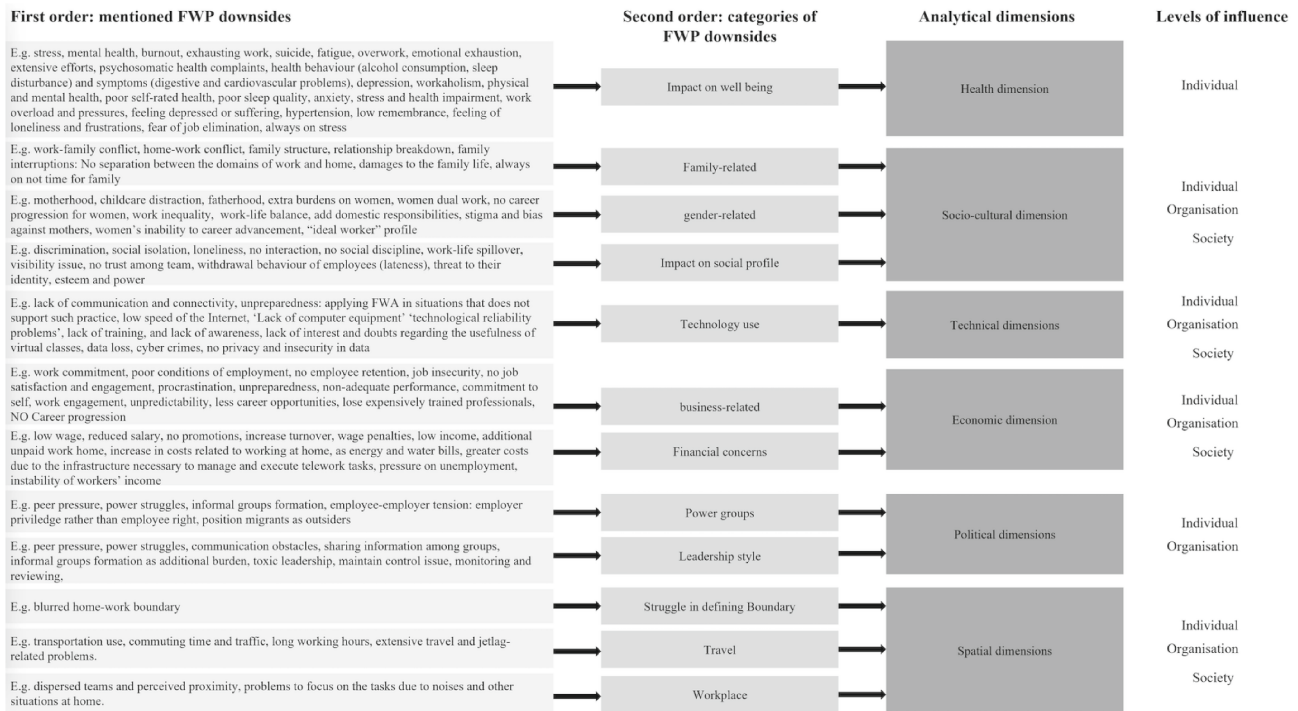 First order: mentioned FWP downsides
Second order: categories of
FWP downsides
Analytical dimensions
Levels of influence
E.g. stress, mental health, burnout, exhausting work, suicide, fatigue, overwork, emotional exhaustion,
extensive efforts, psychosomatic health complaints, health behaviour (alcohol consumption, sleep
disturbance) and symptoms (digestive and cardiovascular problems), depression, workaholism, physical
and mental health, poor self-rated health, poor sleep quality, anxiety, stress and health impairment, work
overload and pressures, feeling depressed or suffering, hypertension, low remembrance, feeling of
loneliness and frustrations, fear of job elimination, always on stress
Impact on well being
Health dimension
Individual
E.g. work-family conflict, home-work conflict, family structure, relationship breakdown, family
interruptions: No separation between the domains of work and home, damages to the family life, always
on not time for family
Family-related
E.g. motherhood, childcare distraction, fatherhood, extra burdens on women, women dual work, no career
progression for women, work inequality, work-life balance, add domestic responsibilities, stigma and bias
against mothers, women's inability to career advancement, "ideal worker" profile
gender-related
E.g. discrimination, social isolation, loneliness, no interaction, no social discipline, work-life spillover,
visibility issue, no trust among team, withdrawal behaviour of employees (lateness), threat to their
identity, esteem and power
Impact on social profile
Socio-cultural dimension
Individual
Organisation
Society
E.g. lack of communication and connectivity, unpreparedness: applying FWA in situations that does not
support such practice, low speed of the Internet, 'Lack of computer equipment' 'technological reliability
problems', lack of training, and lack of awareness, lack of interest and doubts regarding the usefulness of
virtual classes, data loss, cyber crimes, no privacy and insecurity in data
Technology use
Technical dimensions
Individual
Organisation
Society
E.g. work commitment, poor conditions of employment, no employee retention, job insecurity, no job
satisfaction and engagement, procrastination, unpreparedness, non-adequate performance, commitment to
self, work engagement, unpredictability, less career opportunities, lose expensively trained professionals,
NO Career progression
business-related
E.g. low wage, reduced salary, no promotions, increase turnover, wage penalties, low income, additional
unpaid work home, increase in costs related to working at home, as energy and water bills, greater costs
due to the infrastructure necessary to manage and execute telework tasks, pressure on unemployment,
instability of workers' income
Financial concerns
Economic dimension
Individual
Organisation
Society
E.g. peer pressure, power struggles, informal groups formation, employee-employer tension: employer
priviledge rather than employee right, position migrants as outsiders
Power groups
E.g. peer pressure, power struggles, communication obstacles, sharing information among groups,
informal groups formation as additional burden, toxic leadership, maintain control issue, monitoring and
reviewing,
Leadership style
Political dimensions
Individual
Organisation
E.g. blurred home-work boundary
Struggle in defining Boundary
E.g. transportation use, commuting time and traffic, long working hours, extensive travel and jetlag-
related problems.
Travel
E.g. dispersed teams and perceived proximity, problems to focus on the tasks due to noises and other
situations at home.
Workplace
Spatial dimensions
Individual
Organisation
Society